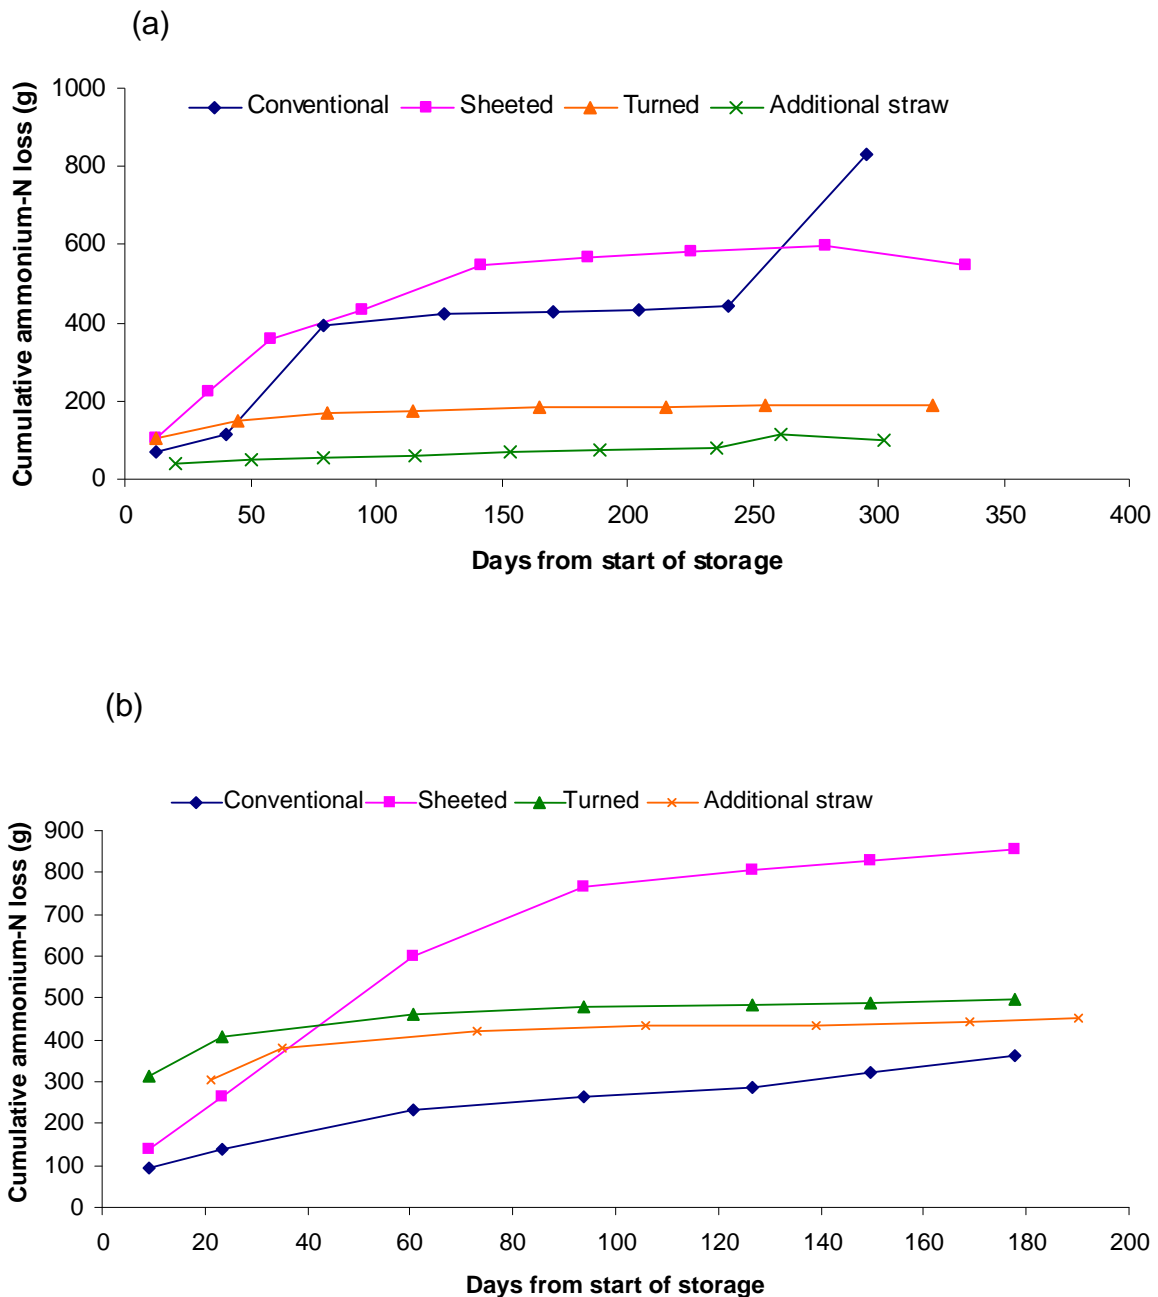 (a)
Conventional Sheeted Turned Additional straw
Cumulative ammonium-N loss (g)
1000
800
600
400
200
0
0 50 100 150 200 250 300 350 400
Days from start of storage
(b)
Conventional Sheeted Turned Additional straw
Cumulative ammonium-N loss (g)
900
800
700
600
500
400
300
200
100
0
0 20 40 60 80 100 120 140 160 180 200
Days from start of storage